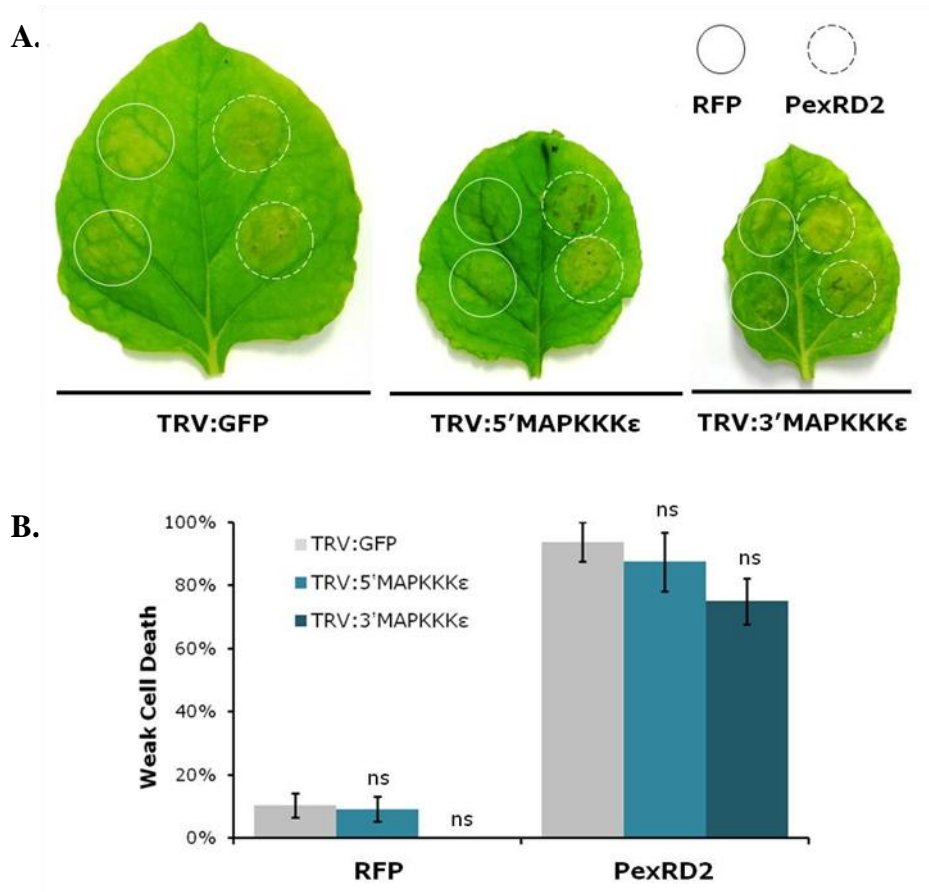 A.
RFP PexRD2
TRV:GFP TRV:5′MAPKKKε TRV:3′MAPKKKε
B.
Weak Cell Death
100%
80%
60%
40%
20%
0%
TRV:GFP
TRV:5'MAPKKKε
TRV:3'MAPKKKε
ns
ns
ns
ns
RFP PexRD2